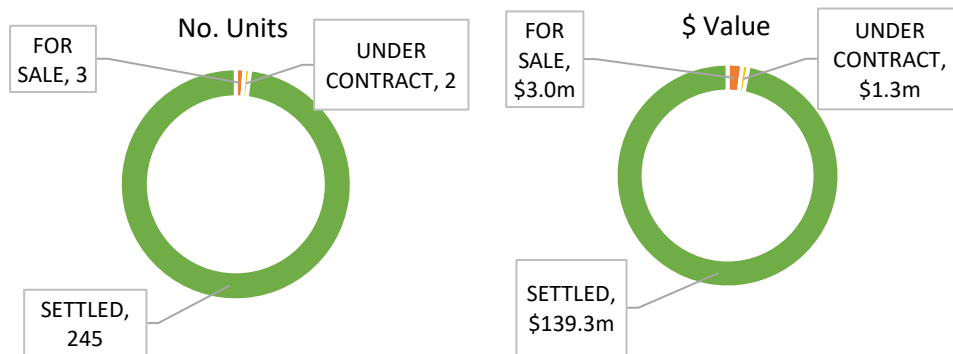 No. Units
FOR
SALE, 3
UNDER
CONTRACT, 2
SETTLED,
245
$ Value
FOR
SALE,
$3.0m
UNDER
CONTRACT,
$1.3m
SETTLED,
$139.3m